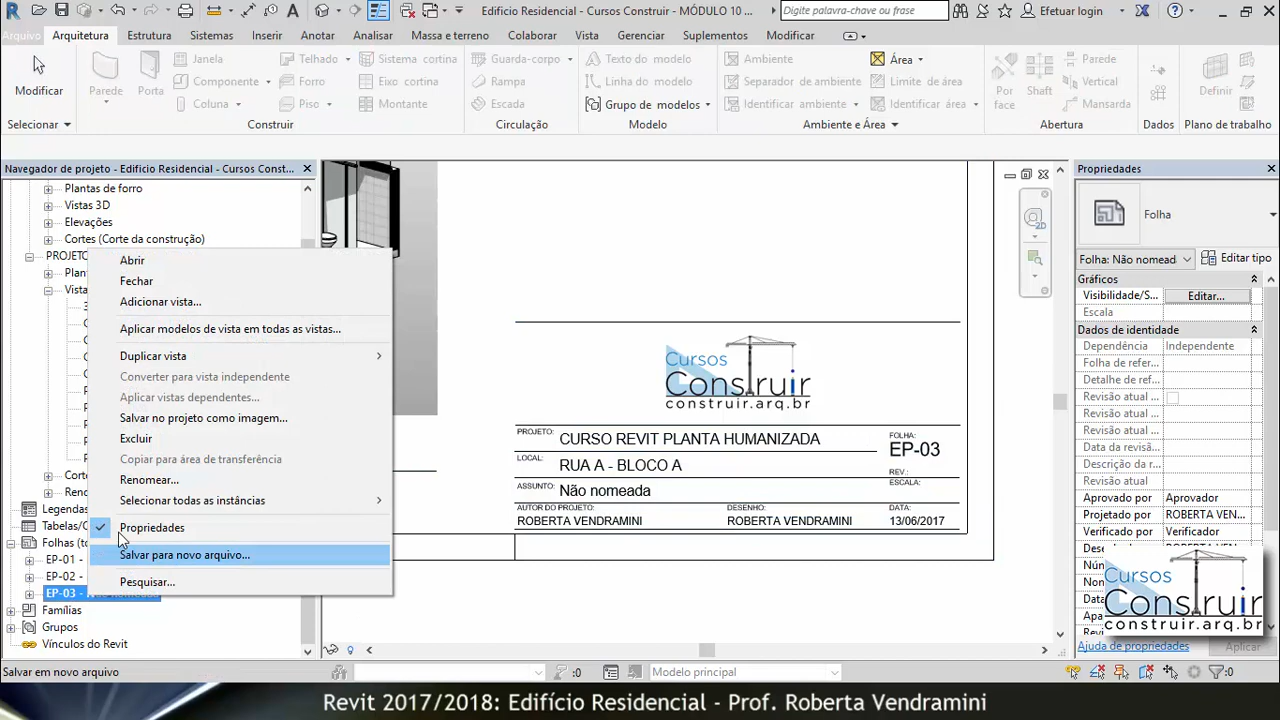 Edificio Residencial - Cursos Construir - MÓDULO 10 ...
Digite palavra-chave ou frase
Efetuar login
Arquivo Arquitetura Estrutura Sistemas Inserir Anotar Analisar Massa e terreno Colaborar Vista Gerenciar Suplementos Modificar
Modificar
Selecionar
Parede
Porta
Janela
Componente
Coluna
Telhado
Forro
Piso
Sistema cortina
Eixo cortina
Montante
Construir
Guarda-corpo
Rampa
Escada
Circulação
Texto do modelo
Linha do modelo
Grupo de modelos
Modelo
Ambiente
Separador de ambiente
Identificar ambiente
Área
Limite de área
Identificar área
Ambiente e Área
Por face
Shaft
Parede
Vertical
Mansarda
Abertura
Dados
Definir
Plano de trabalho
Navegador de projeto - Edificio Residencial - Cursos Const...
Plantas de forro
Vistas 3D
Elevações
Cortes (Corte da construção)
PROJETO
Legendas
EP-01 -
EP-02 -
EP-03 -
Famílias
Grupos
Vínculos do Revit
Abrir
Fechar
Adicionar vista...
Aplicar modelos de vista em todas as vistas...
Duplicar vista
Converter para vista independente
Aplicar vistas dependentes...
Salvar no projeto como imagem...
Excluir
Copiar para área de transferência
Renomear...
Selecionar todas as instâncias
Propriedades
Salvar para novo arquivo...
Pesquisar...
Cursos
Construir
construir.arq.br
PROJETO: CURSO REVIT PLANTA HUMANIZADA
LOCAL: RUA A - BLOCO A
ASSUNTO: Não nomeada
FOLHA: EP-03
REV.:
ESCALA:
AUTOR DO PROJETO: ROBERTA VENDRAMINI
DESENHO: ROBERTA VENDRAMINI
DATA: 13/06/2017
2D
Propriedades
Folha
Folha: Não nomead
Editar tipo
Gráficos
Visibilidade/S... Editar...
Escala
Dados de identidade
Dependência Independente
Folha de refer...
Detalhe de ref...
Revisão atual ...
Revisão atual ...
Revisão atual ...
Data da revisã...
Descrição da r...
Revisão atual ...
Aprovado por Aprovador
Projetado por ROBERTA VEN...
Verificado por Verificador
Ajuda de propriedades
Aplicar
Cursos
Construir
construir.arq.br
Salvar em novo arquivo
:0
Modelo principal
:0
Revit 2017/2018: Edifício Residencial - Prof. Roberta Vendramini